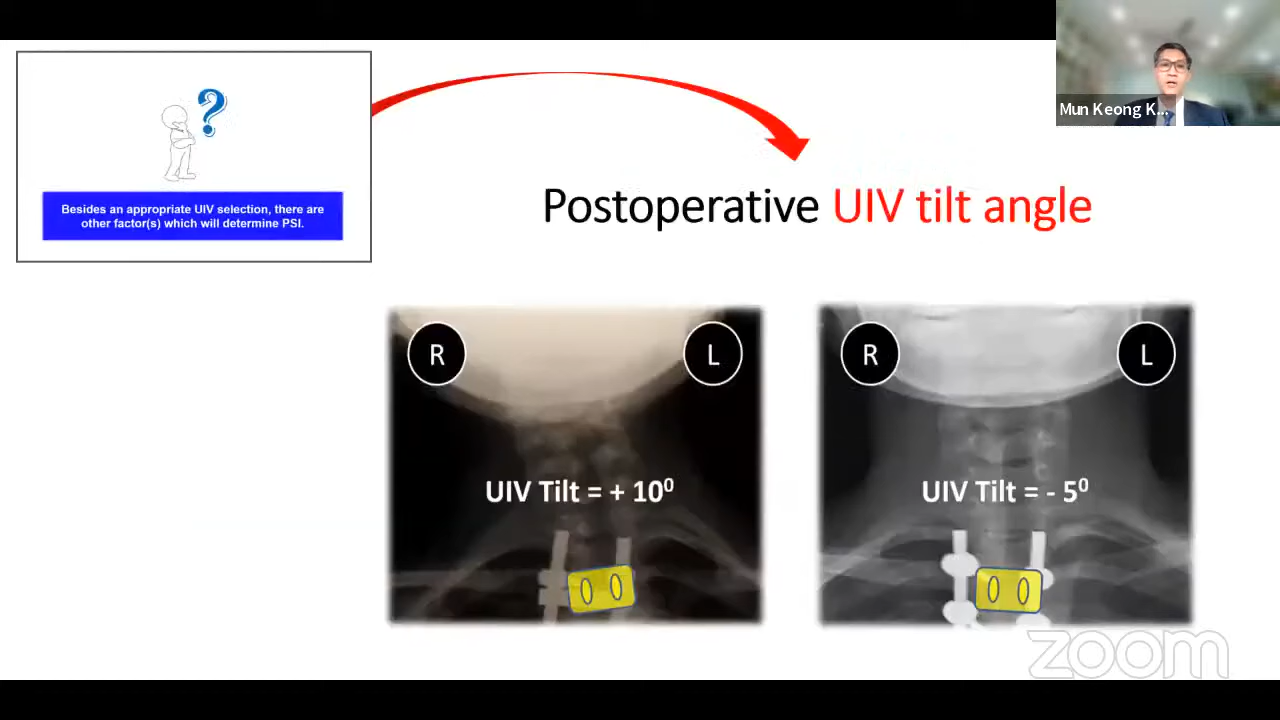 Mun Keong K...
?
Besides an appropriate UIV selection, there are
other factor(s) which will determine PSI.
Postoperative UIV tilt angle
R
L
UIV Tilt = + 10⁰
R
L
UIV Tilt = - 5⁰
zoom